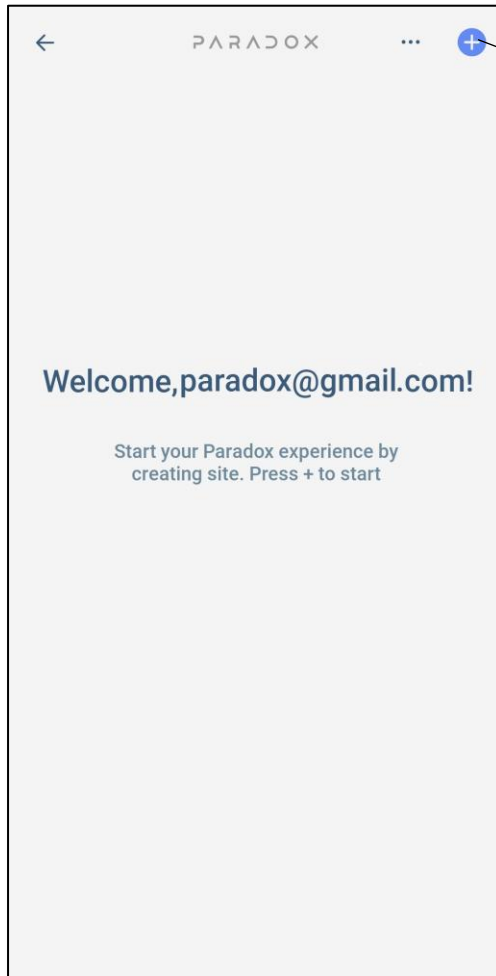 PARADOX
Welcome,paradox@gmail.com!
Start your Paradox experience by
creating site. Press + to start